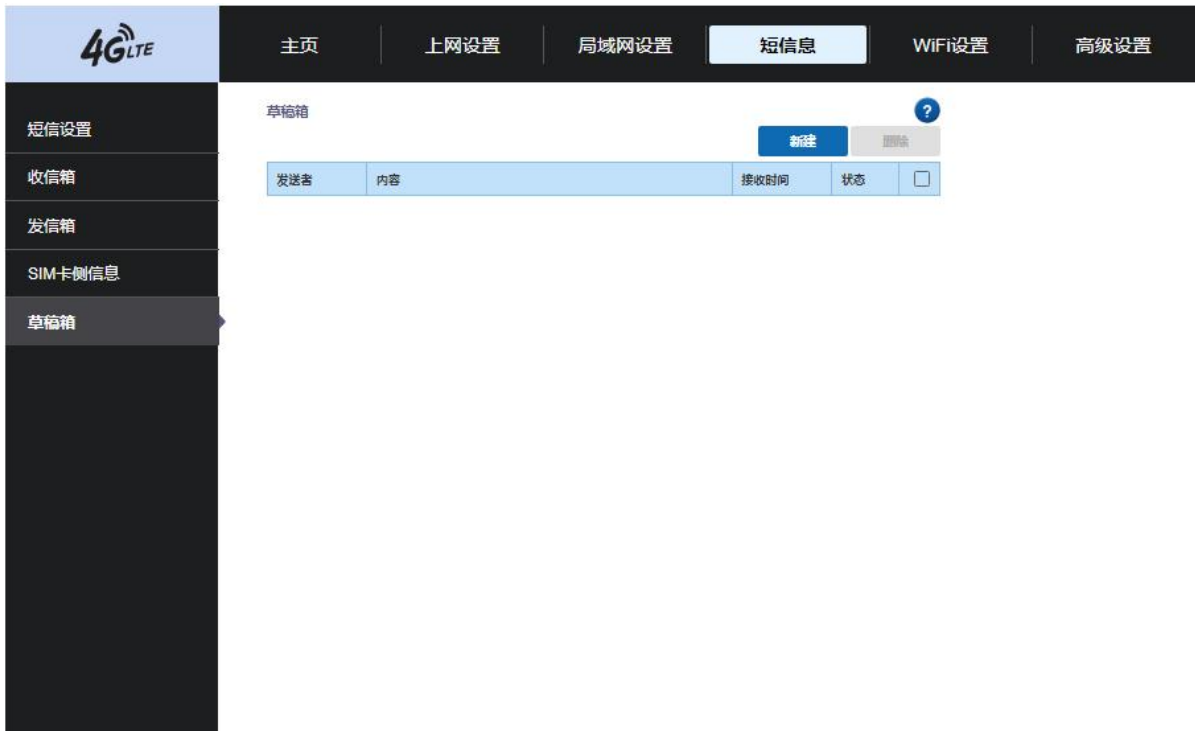 4G LTE
主页 上网设置 局域网设置 短信息 WiFi设置 高级设置
短信设置
收信箱
发信箱
SIM卡侧信息
草稿箱
草稿箱
?
新建 删除
发送者 内容 接收时间 状态